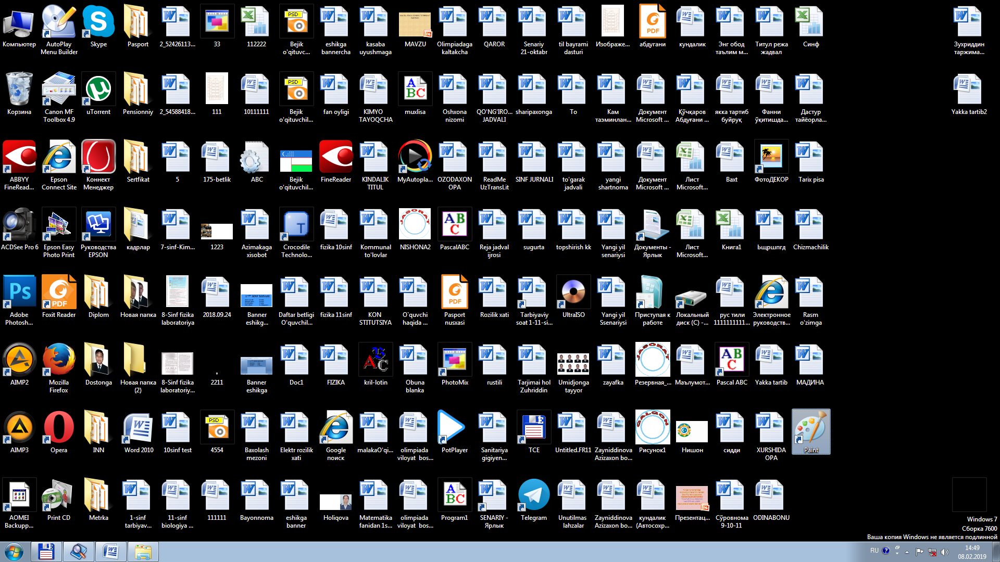 Компьютер
AutoPlay
Menu Builder
Skype
Pasport
2_52426113...
33
112222
Bejik
o'qituvc...
eshikga
bannercha
kasaba
uyushmaga
MAVZU
Olimpiadaga
kaltakcha
QAROR
Senariy
21-oktabr
til bayrami
dasturi
Изображе...
абдугани
кундалик
Энг обод
таълим м...
Титул режа
жадвал
Синф
Зухриддин
таржима...
Корзина
Canon MF
Toolbox 4.9
uTorrent
Pensionniy
2_54588418...
111
10111111
Bejik
o'qituvchil...
fan oyligi
KIMYO
TAYOQCHA
muxlisa
Oshxona
nizomi
QO'NG'IRO...
JADVALI
sharipaxonga
To
Кам
таэминлан...
Документ
Microsoft ...
Қўчқаров
Абдуғани ...
якка тартиб
буйруқ
Фанни
ўқитишда...
Дастур
тайёорла...
Yakka tartib2
ABBYY
FineRead...
Epson
Connect Site
Коннект
Менеджер
Sertfikat
5
175-betlik
ABC
Bejik
o'qituvchil...
FineReader
KINDALIK
TITUL
MyAutopla...
OZODAXON
OPA
ReadMe
UzTransLit
SINF JURNALI
to'garak
jadvali
yangi
shartnoma
Документ
Microsoft ...
Лист
Microsoft...
Вахт
ФотоДЕКОР
Tarix pisa
ACDSee Pro 6
Epson Easy
Photo Print
Руководства
EPSON
кадрлар
7-sinf-Kim...
1223
Azimakaga
xisobot
Crocodile
Technolo...
fizika 10sinf
Kommunal
to'lovlar
NISHONA2
PascalABC
Reja jadval
ijrosi
sugurta
topshirish kk
Yangi yil
senariysi
Документы -
Ярлык
Лист
Microsoft...
Книга1
Ьщршпгд
Chizmachilik
Adobe
Photosh...
Foxit Reader
Diplom
Новая папка
8-Sinf fizika
laboratoriya
2018.09.24
Banner
eshikg...
Daftar betligi
O'quvchil...
fizika 11sinf
KON
STITUTSIYA
O`quvchi
haqida ...
Pasport
nusxasi
Rozilik xati
Tarbiyaviy
soat 1-11-si...
UltraISO
Yangi yil
Ssenariysi
Приступая к
работе
Локальный
диск (C) -...
рус тили
1111111111...
Электронное
руководств...
Rasm
o'zimga
AIMP2
Mozilla
Firefox
Dostonga
Новая папка
(2)
8-Sinf fizika
laboratoriy...
2211
Banner
eshikga
Doc1
FIZIKA
kril-lotin
Obuna
blanka
PhotoMix
rustili
Tarjimai hol
Zuhriddin
Umidjonga
tayyor
zayafka
Резервная_...
Маълумот...
Pascal ABC
Yakka tartib
МАДИНА
AIMP3
Opera
INN
Word 2010
10sinf test
4554
Baxolash
mezoni
Elektr rozilik
xati
Google
поиск
malakaO'qi...
olimpiada
viloyat bos...
PotPlayer
Sanitariya
gigiyen...
TCE
Untitled.FR11
Zayniddinova
Azizaxon bo...
Рисунок1
Нишон
сидди
XURSHIDA
OPA
Paint
AOMEI
Backupp...
Print CD
Metrka
1-sinf
tarbiyav...
11-sinf
biologiya ...
111111
Bayonnoma
eshikga
banner
Holiqova
Matematika
fanidan 1s...
olimpiada
viloyat bos...
Program1
SENARIY -
Ярлык
Telegram
Unutilmas
lahzalar
Zayniddinova
Azizaxon bo...
кундалик
(Автосохр...
Презентац...
Сўровнома
9-10-11
ODINABONU
Windows 7
Сборка 7600
Ваша копия Windows не является подлинной
RU
14:49
08.02.2019